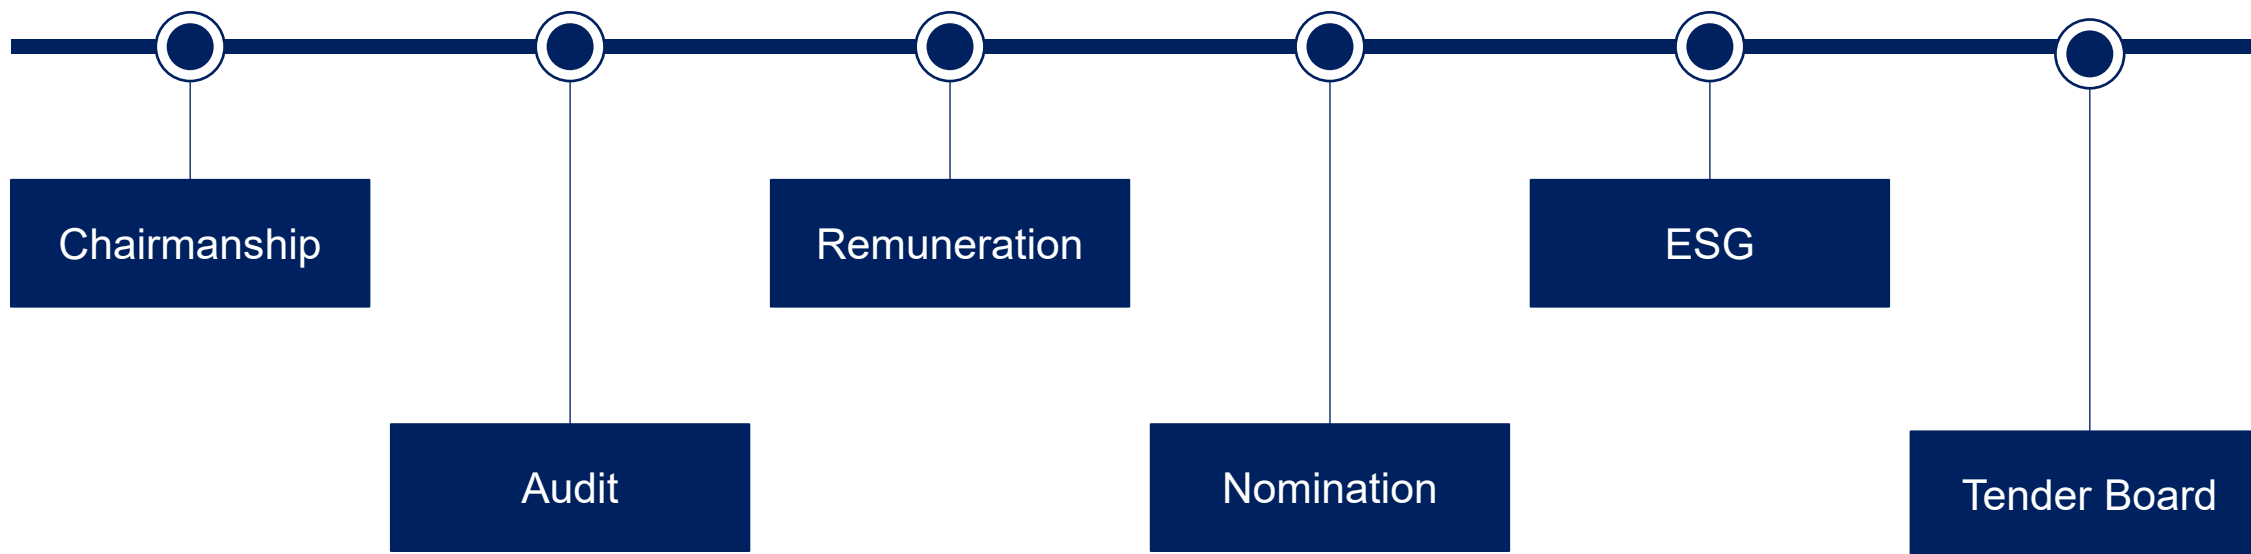 Chairmanship
Audit
Remuneration
Nomination
ESG
Tender Board